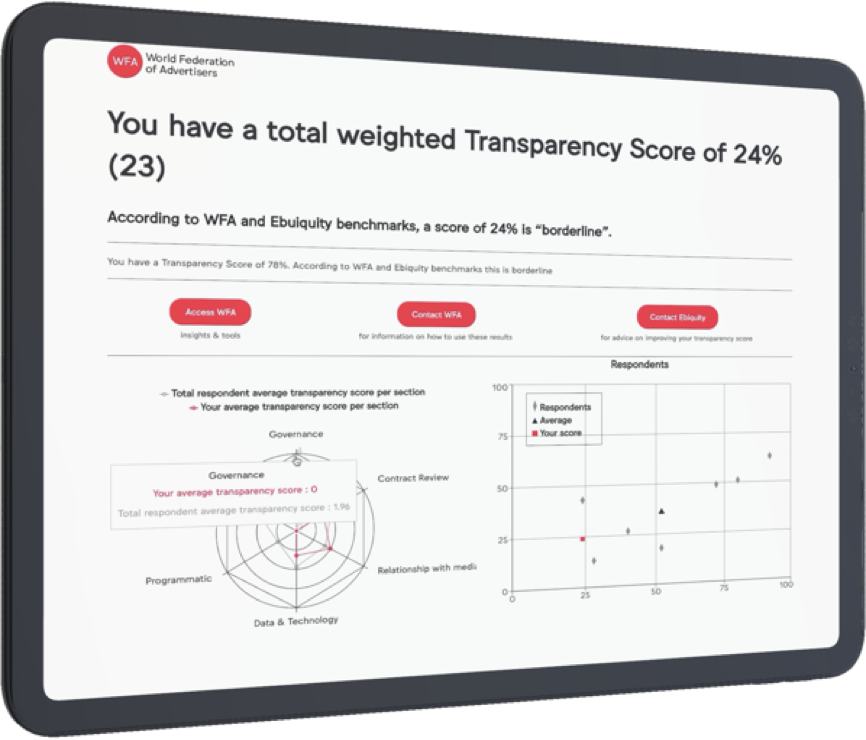 WFA World Federation
of Advertisers
You have a total weighted Transparency Score of 24%
(23)
According to WFA and Ebuiquity benchmarks, a score of 24% is “borderline”.
You have a Transparency Score of 78%. According to WFA and Ebiquity benchmarks this is borderline
Access WFA
insights & tools
Contact WFA
for information on how to use these results
Contact Ebiquity
for advice on improving your transparency score
Total respondent average transparency score per section
Your average transparency score per section
Governance
Governance
Your average transparency score : 0
Total respondent average transparency score : 1.96
Contract Review
Relationship with medi
Data & Technology
Programmatic
Respondents
100
75
50
25
0
Respondents
Average
Your score
0
25
50
75
100